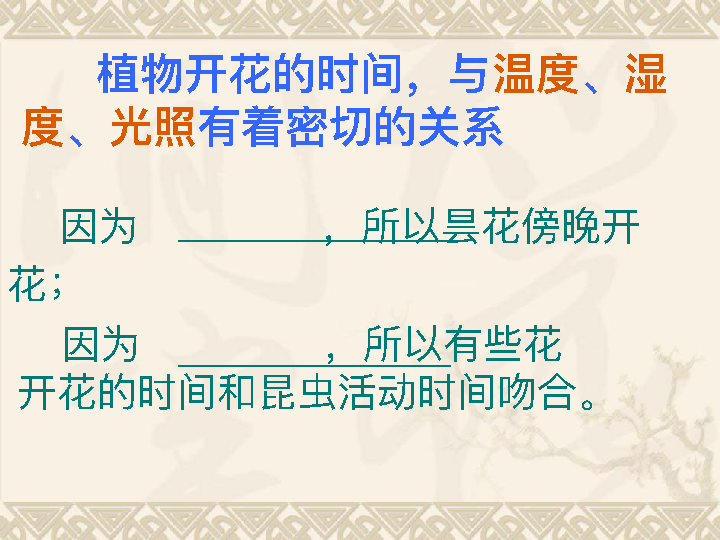 植物开花的时间，与温度、湿
度、光照有着密切的关系
因为 ________，所以昙花傍晚开
花；
因为 ________，所以有些花
开花的时间和昆虫活动时间吻合。